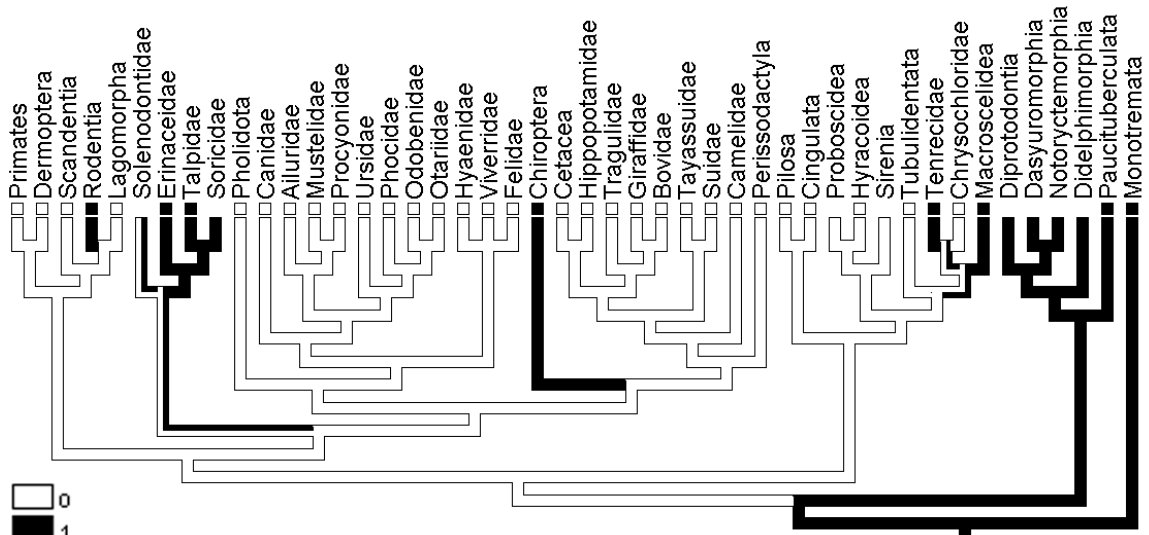 Primates
Dermoptera
Scandentia
Rodentia
Lagomorpha
Solenodontidae
Erinaceidae
Talpidae
Soricidae
Pholidota
Canidae
Ailuridae
Mustelidae
Procyonidae
Ursidae
Phocidae
Odobenidae
Otariidae
Hyaenidae
Viverridae
Felidae
Chiroptera
Cetacea
Hippopotamidae
Tragulidae
Giraffidae
Bovidae
Tayassuidae
Suidae
Camelidae
Perissodactyla
Pilosa
Cingulata
Proboscidea
Hyracoidea
Sirenia
Tubulidentata
Tenrecidae
Chrysochloridae
Macroscelidea
Diprotodontia
Dasyuromorphia
Notoryctemorphia
Didelphimorphia
Paucituberculata
Monotremata
0
1